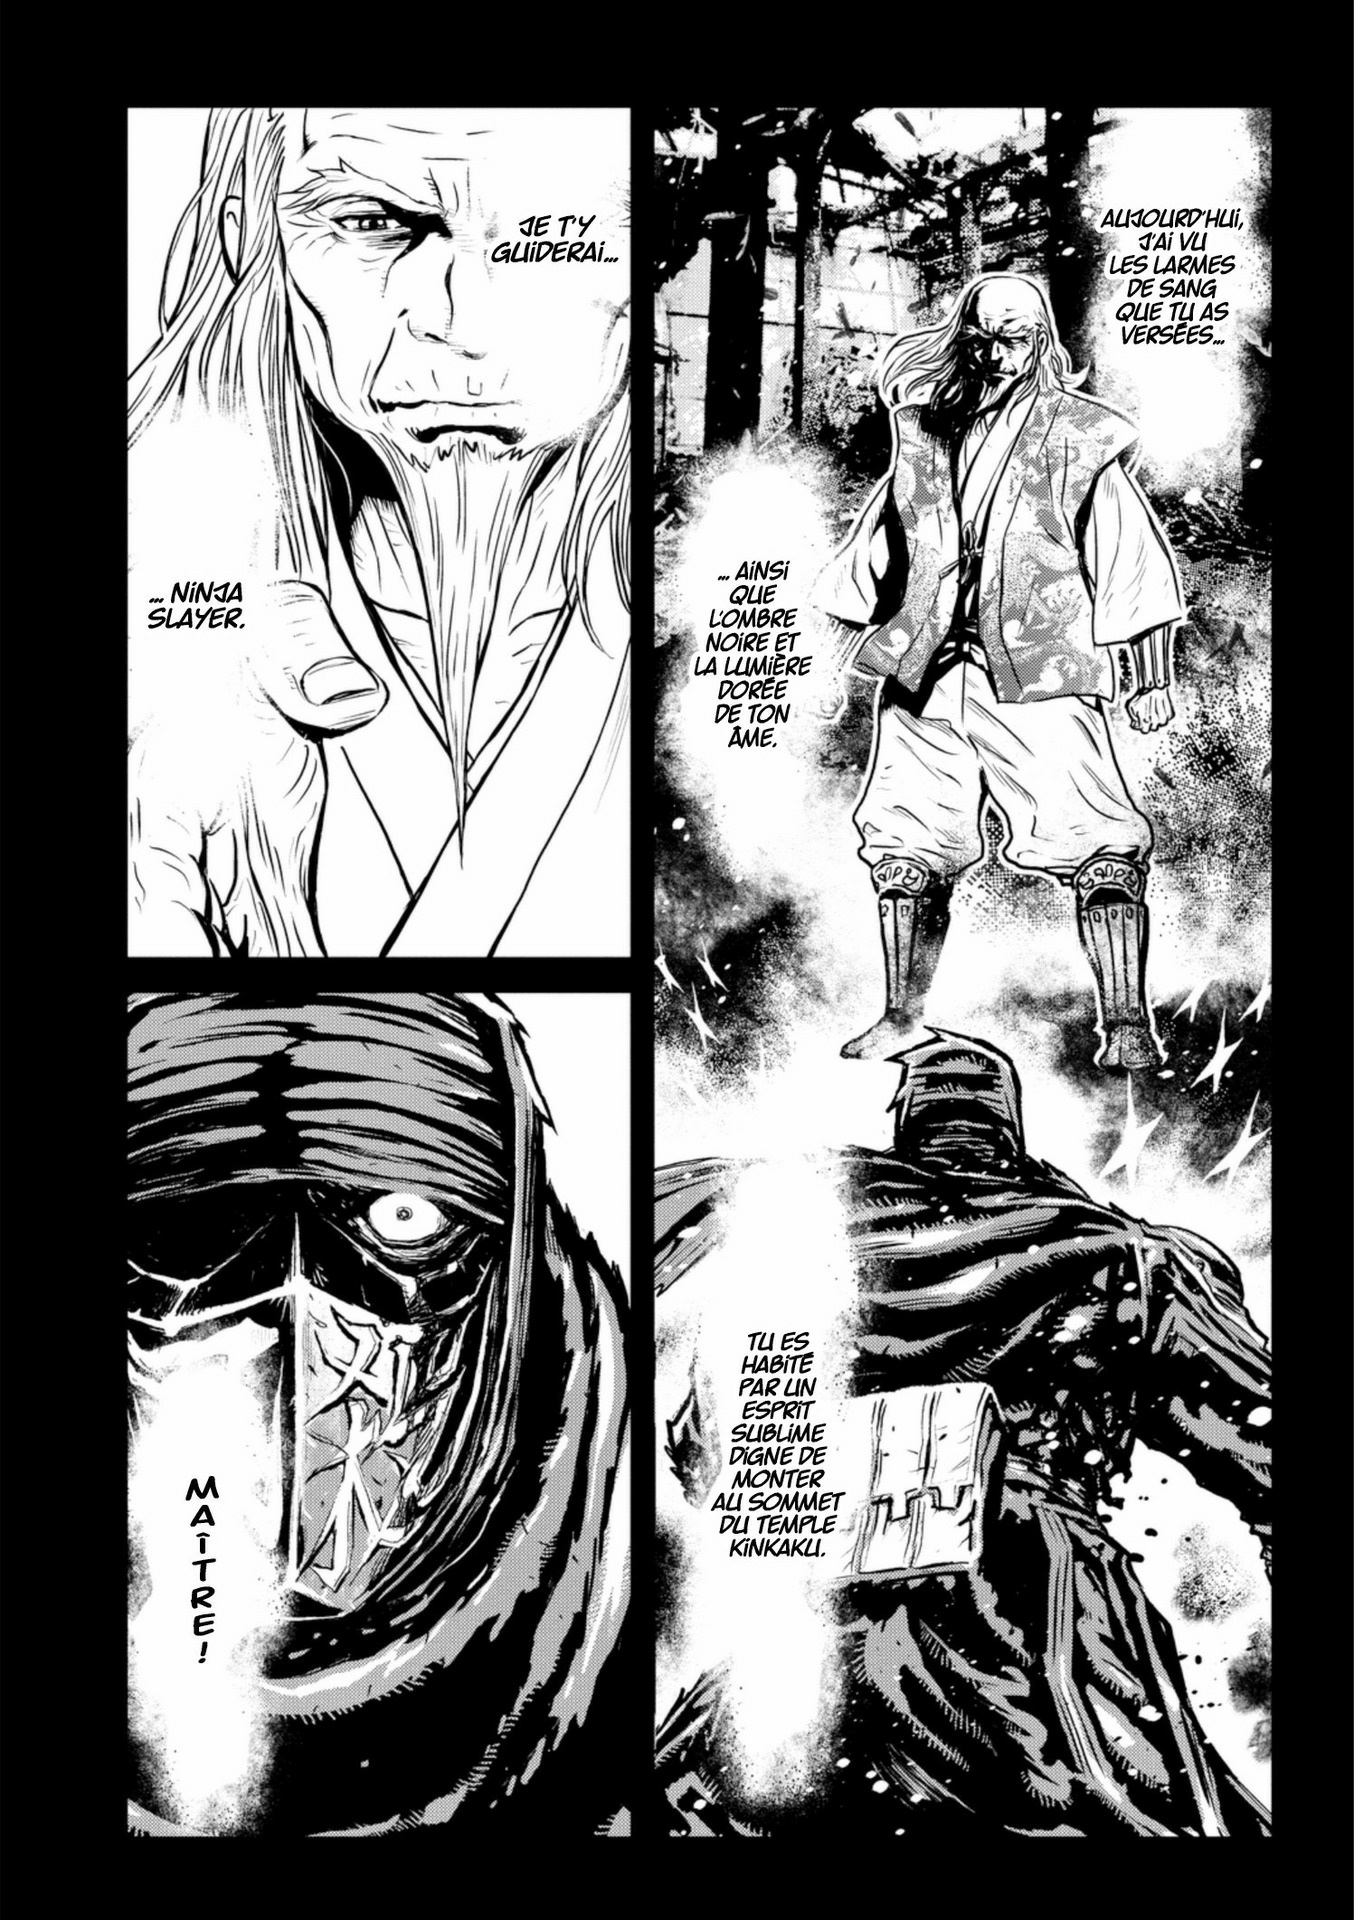 AUJOURD'HUI,
J'AI VU
LES LARMES
DE SANG
QUE TU AS
VERSÉES...
... AINSI
QUE
L'OMBRE
NOIRE ET
LA LUMIÈRE
DORÉE
DE TON
ÂME.
TU ES
HABITÉ
PAR UN
ESPRIT
SUBLIME
DIGNE DE
MONTER
AU SOMMET
DU TEMPLE
KINKAKU.
JE T'Y
GUIDERAI...
... NINJA
SLAYER.
忍
殺
MAÎTRE!